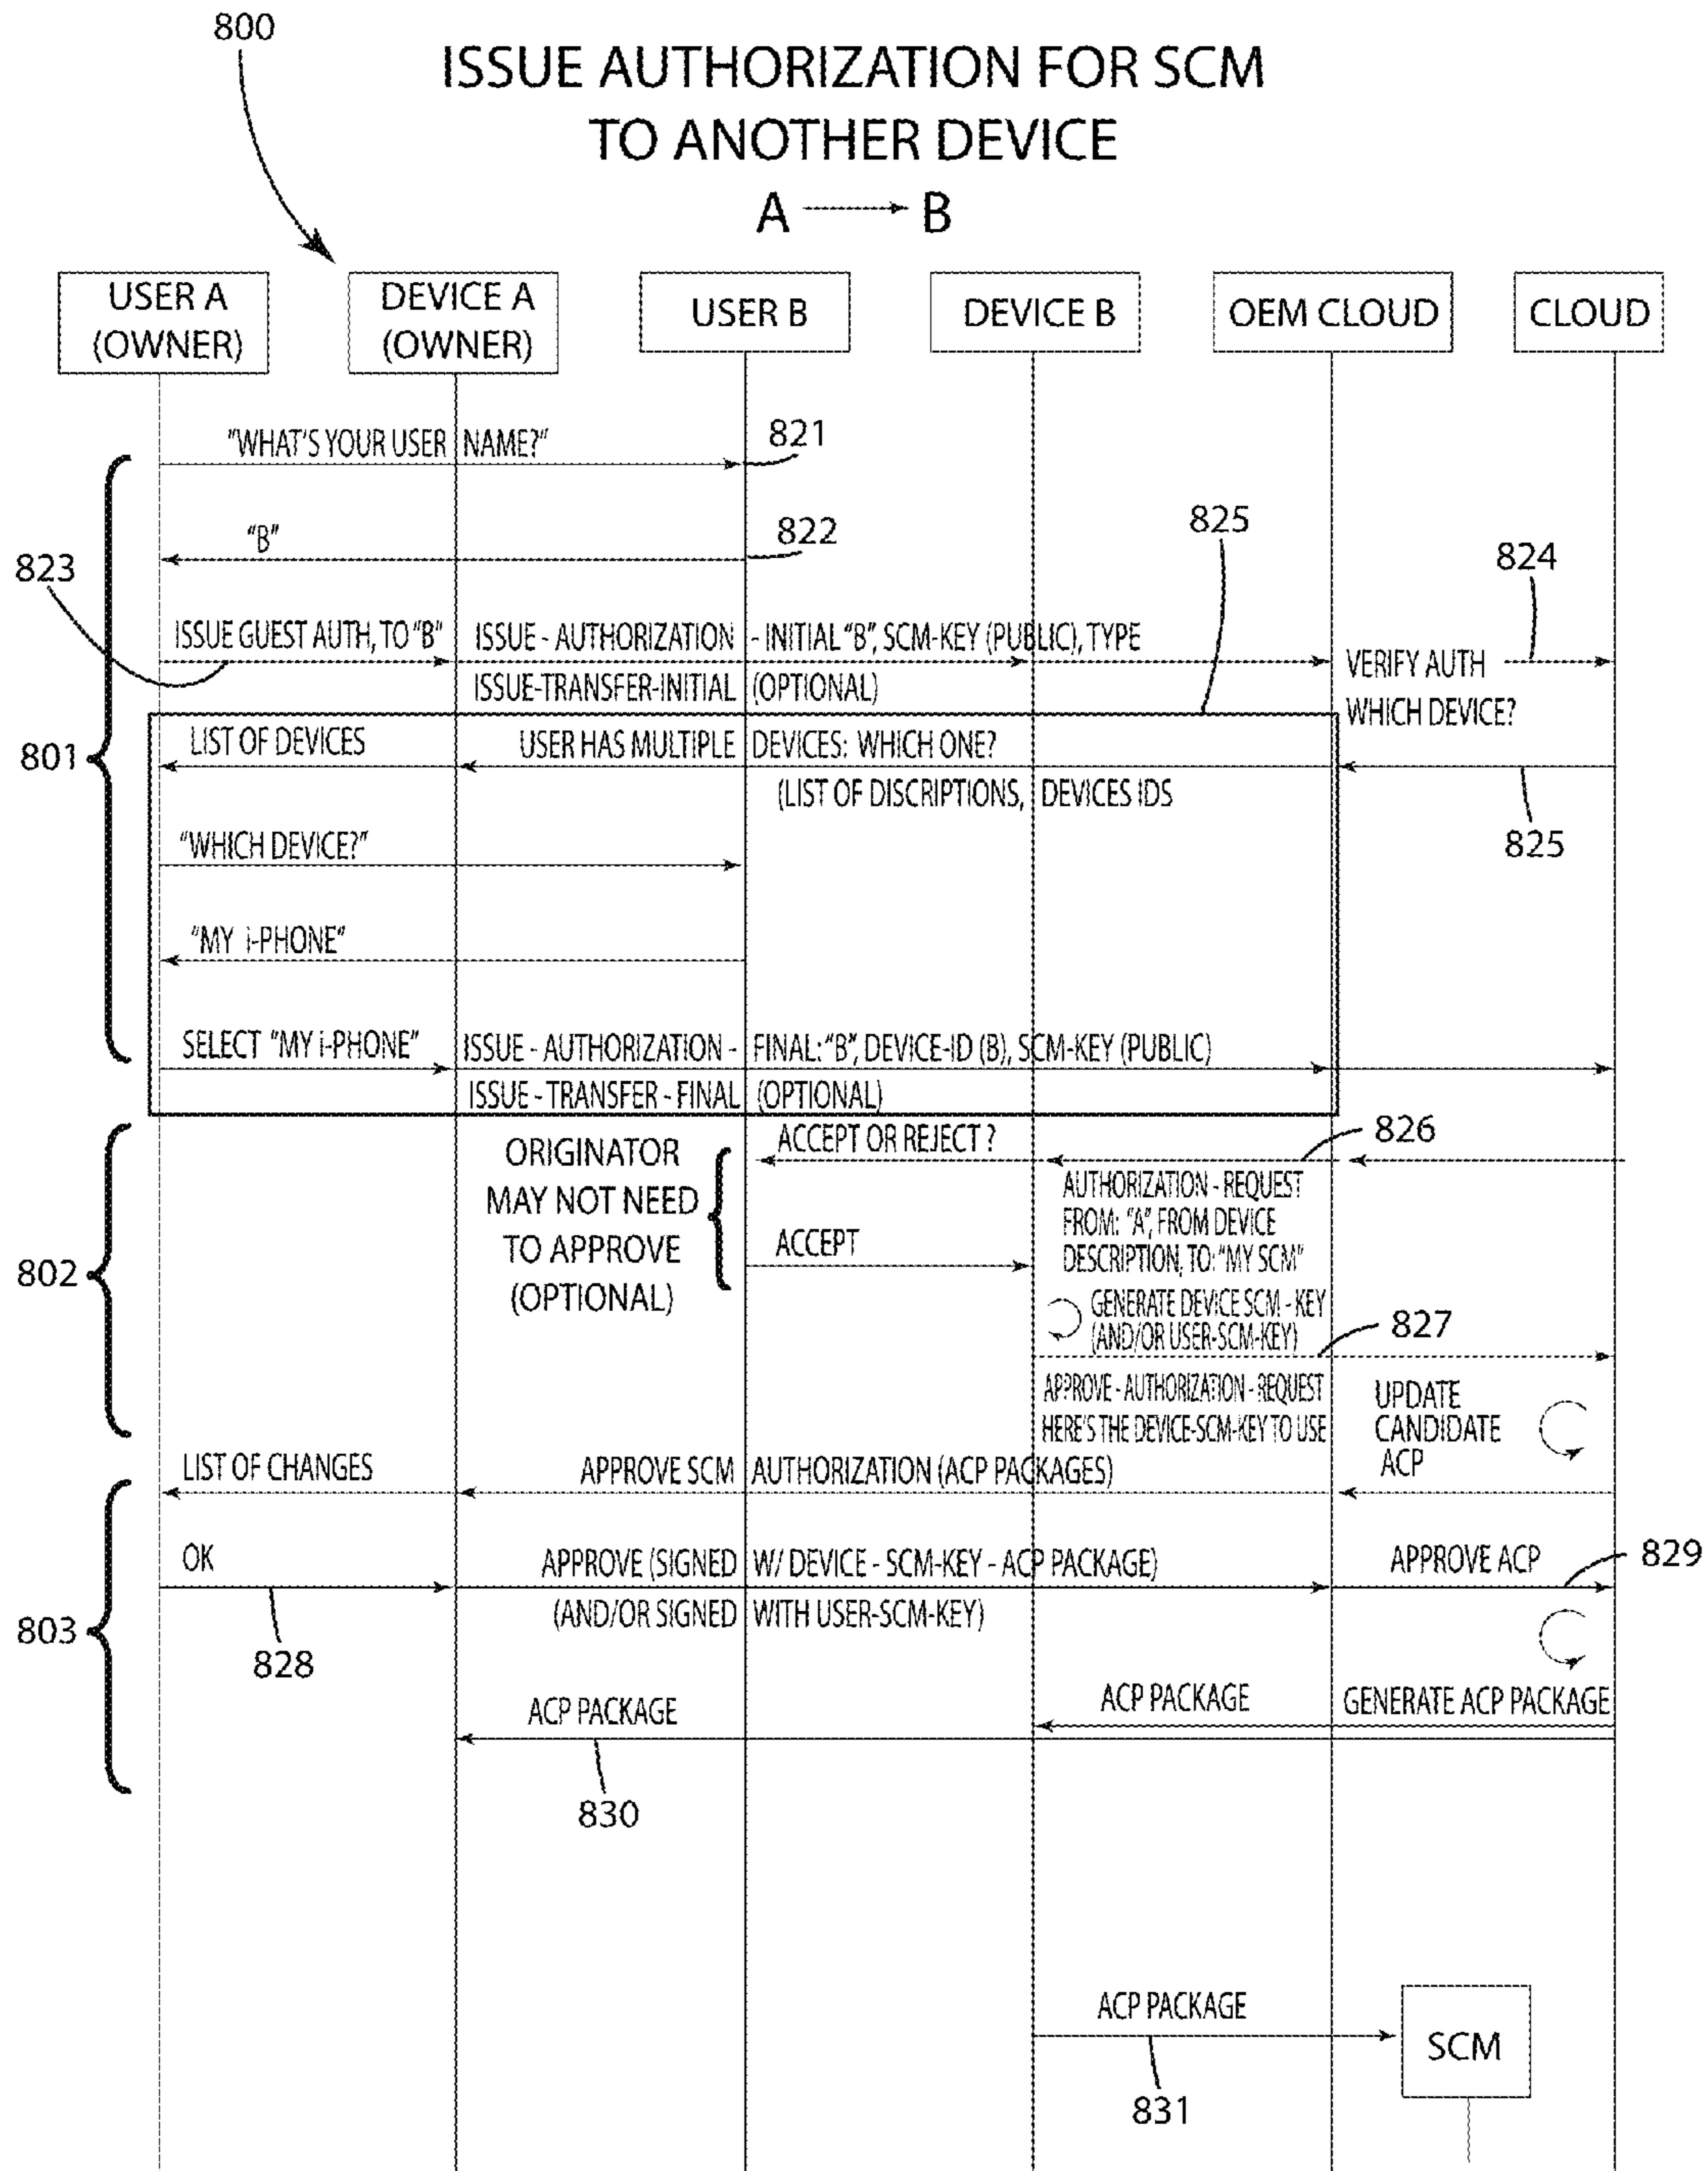 800
ISSUE AUTHORIZATION FOR SCM
TO ANOTHER DEVICE
A B
USER A
(OWNER)
DEVICE A
(OWNER)
USER B
DEVICE B
OEM CLOUD
CLOUD
"WHAT'S YOUR USER NAME?"
821
"B"
822
825
824
823
ISSUE GUEST AUTH, TO "B"
ISSUE - AUTHORIZATION - INITIAL "B", SCM-KEY (PUBLIC), TYPE
VERIFY AUTH
ISSUE-TRANSFER-INITIAL (OPTIONAL)
WHICH DEVICE?
801
LIST OF DEVICES
USER HAS MULTIPLE DEVICES: WHICH ONE?
(LIST OF DISCRIPTIONS, DEVICES IDS
825
"WHICH DEVICE?"
"MY i-PHONE"
SELECT "MY i-PHONE"
ISSUE - AUTHORIZATION - FINAL: "B", DEVICE-ID (B), SCM-KEY (PUBLIC)
ISSUE - TRANSFER - FINAL (OPTIONAL)
802
ORIGINATOR
MAY NOT NEED
TO APPROVE
(OPTIONAL)
ACCEPT OR REJECT ?
826
AUTHORIZATION - REQUEST
FROM: "A", FROM DEVICE
DESCRIPTION, TO: "MY SCM"
ACCEPT
GENERATE DEVICE SCM - KEY
(AND/OR USER-SCM-KEY)
827
APPROVE - AUTHORIZATION - REQUEST
HERE'S THE DEVICE-SCM-KEY TO USE
UPDATE
CANDIDATE
ACP
803
LIST OF CHANGES
APPROVE SCM AUTHORIZATION (ACP PACKAGES)
OK
APPROVE (SIGNED W/ DEVICE - SCM-KEY - ACP PACKAGE)
APPROVE ACP
829
(AND/OR SIGNED WITH USER-SCM-KEY)
828
ACP PACKAGE
ACP PACKAGE
GENERATE ACP PACKAGE
830
ACP PACKAGE
SCM
831